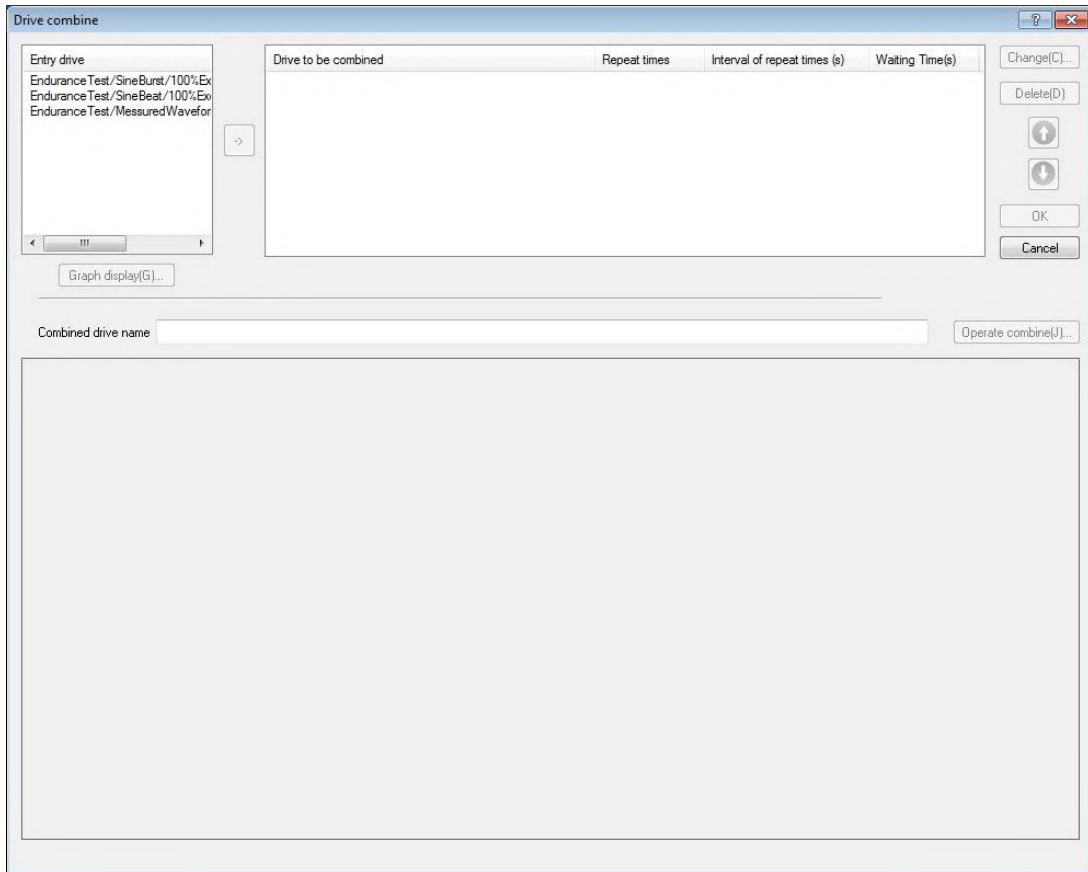 Drive combine
Entry drive
EnduranceTest/SineBurst/100%Ex
EnduranceTest/SineBeat/100%Ex
EnduranceTest/MessuredWavefor
->
Drive to be combined Repeat times Interval of repeat times (s) Waiting Time(s)
Change(C)...
Delete(D)
OK
Cancel
Graph display(G)...
Combined drive name
Operate combine(J)...